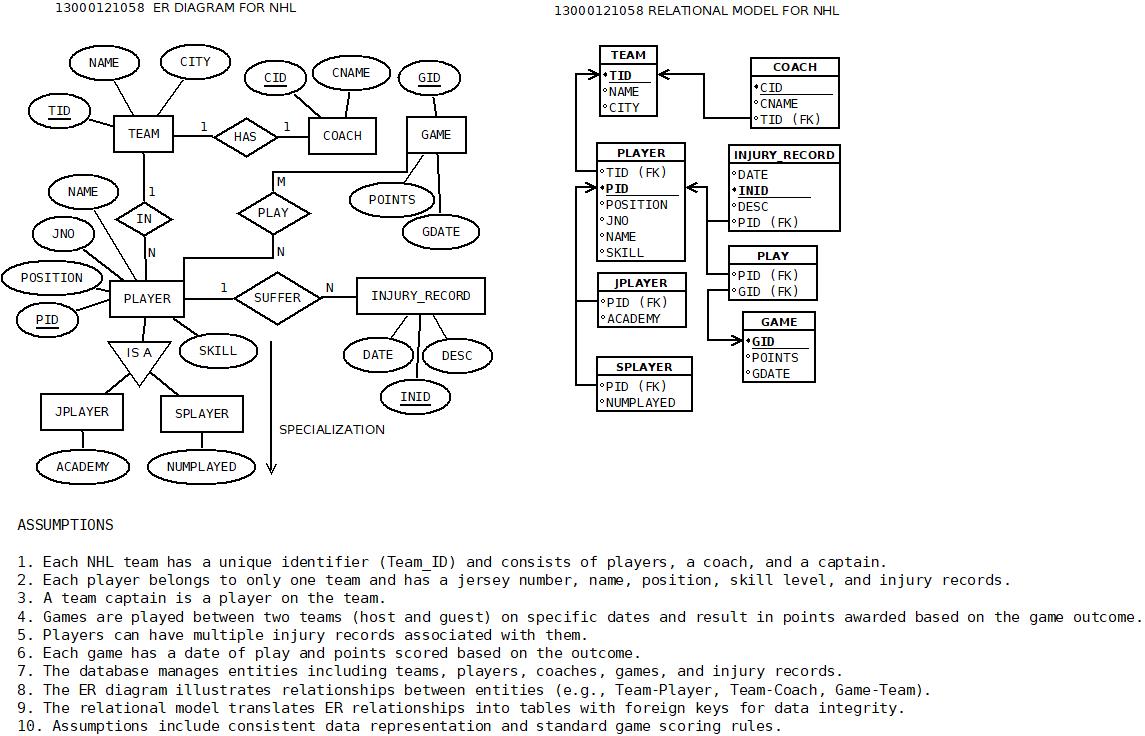 13000121058 ER DIAGRAM FOR NHL
NAME
CITY
TID
TEAM
1
HAS
1
CID
CNAME
COACH
GID
GAME
POINTS
GDATE
M
PLAY
N
1
IN
N
NAME
JNO
POSITION
PID
PLAYER
SKILL
1
SUFFER
N
INJURY_RECORD
DATE
DESC
INID
IS A
JPLAYER
SPLAYER
ACADEMY
NUMPLAYED
SPECIALIZATION
13000121058 RELATIONAL MODEL FOR NHL
TEAM
TID
NAME
CITY
COACH
CID
CNAME
TID (FK)
PLAYER
TID (FK)
PID
POSITION
JNO
NAME
SKILL
INJURY_RECORD
DATE
INID
DESC
PID (FK)
PLAY
PID (FK)
GID (FK)
JPLAYER
PID (FK)
ACADEMY
GAME
GID
POINTS
GDATE
SPLAYER
PID (FK)
NUMPLAYED
ASSUMPTIONS
1. Each NHL team has a unique identifier (Team_ID) and consists of players, a coach, and a captain.
2. Each player belongs to only one team and has a jersey number, name, position, skill level, and injury records.
3. A team captain is a player on the team.
4. Games are played between two teams (host and guest) on specific dates and result in points awarded based on the game outcome.
5. Players can have multiple injury records associated with them.
6. Each game has a date of play and points scored based on the outcome.
7. The database manages entities including teams, players, coaches, games, and injury records.
8. The ER diagram illustrates relationships between entities (e.g., Team-Player, Team-Coach, Game-Team).
9. The relational model translates ER relationships into tables with foreign keys for data integrity.
10. Assumptions include consistent data representation and standard game scoring rules.